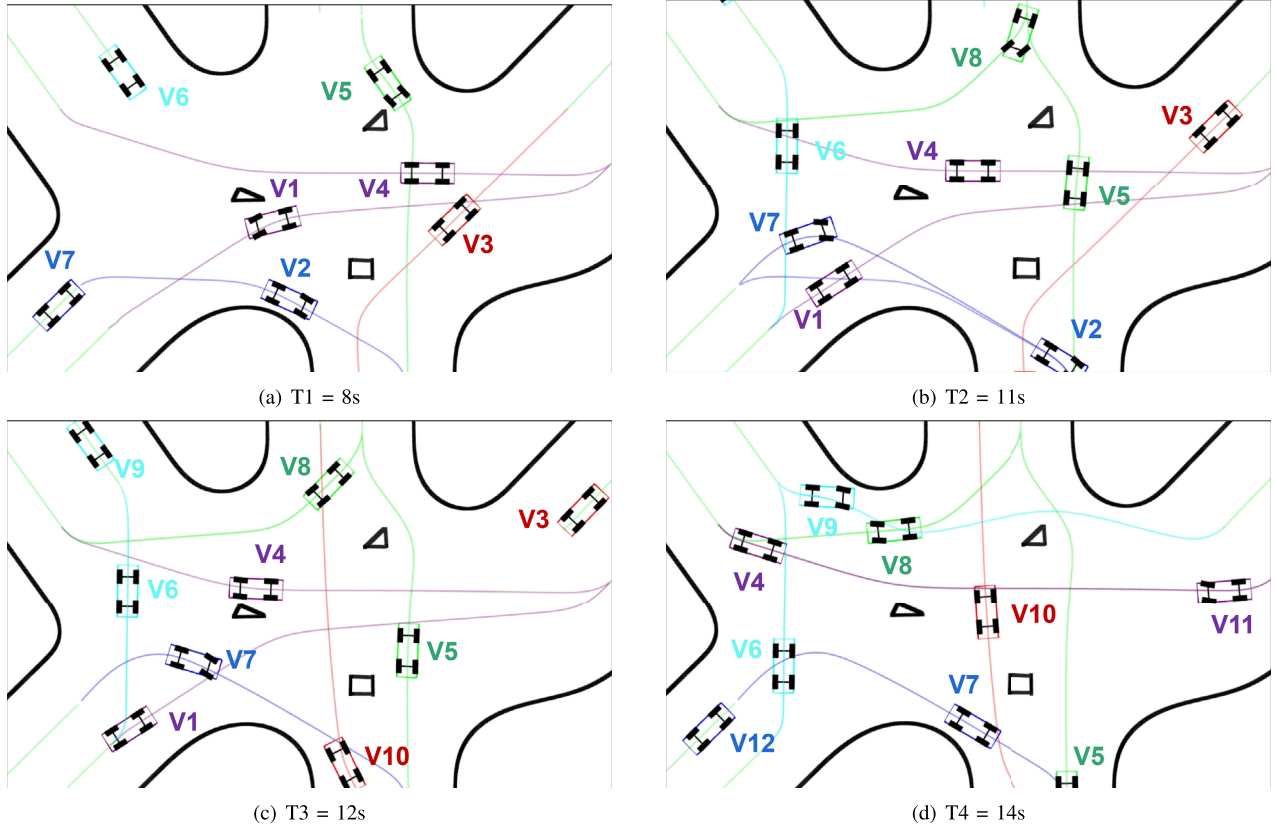 V6
V5
V1
V4
V3
V7
V2
(a) T1 = 8s
V8
V3
V6
V4
V5
V7
V1
V2
(b) T2 = 11s
V9
V8
V3
V4
V6
V7
V5
V1
V10
(c) T3 = 12s
V9
V8
V4
V10
V11
V6
V7
V12
V5
(d) T4 = 14s